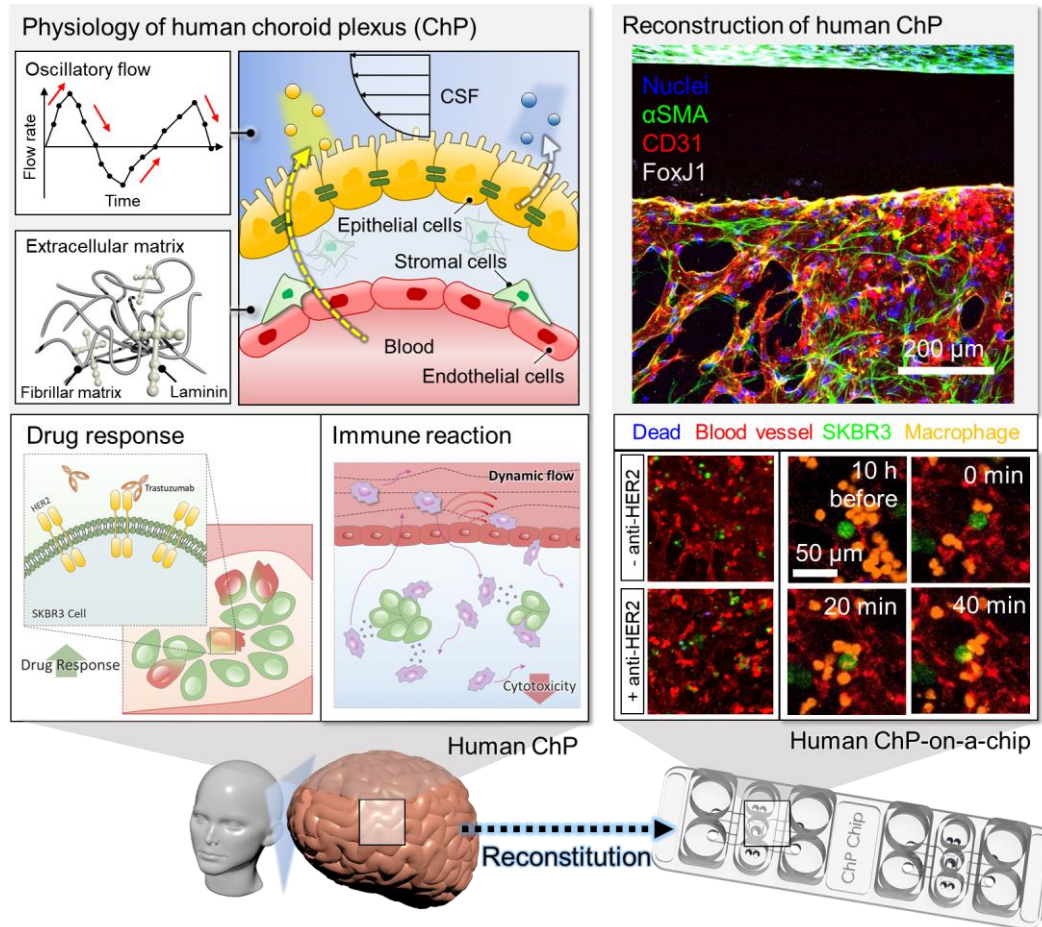 Physiology of human choroid plexus (ChP)
Oscillatory flow
Flow rate
Time
Extracellular matrix
Fibrillar matrix
Laminin
CSF
Epithelial cells
Stromal cells
Blood
Endothelial cells
Reconstruction of human ChP
Nuclei
αSMA
CD31
FoxJ1
200 µm
Drug response
HER2
Trastuzumab
SKBR3 Cell
Drug Response
Immune reaction
Dynamic flow
Cytotoxicity
Dead Blood vessel SKBR3 Macrophage
- anti-HER2
+ anti-HER2
10 h
before
50 µm
0 min
20 min
40 min
Human ChP
Human ChP-on-a-chip
Reconstitution
ChP Chip